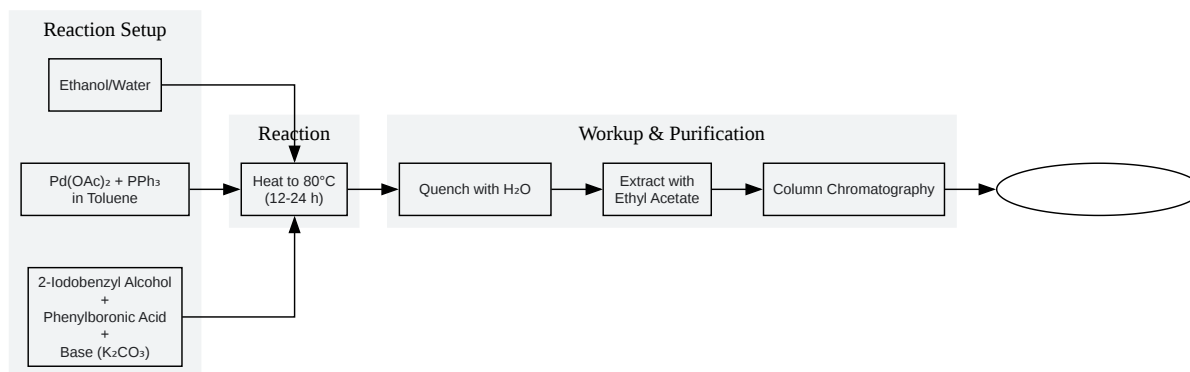 Reaction Setup
Ethanol/Water
Pd(OAc)₂ + PPh₃
in Toluene
2-Iodobenzyl Alcohol
+
Phenylboronic Acid
+
Base (K₂CO₃)
Reaction
Heat to 80°C
(12-24 h)
Workup & Purification
Quench with H₂O
Extract with
Ethyl Acetate
Column Chromatography